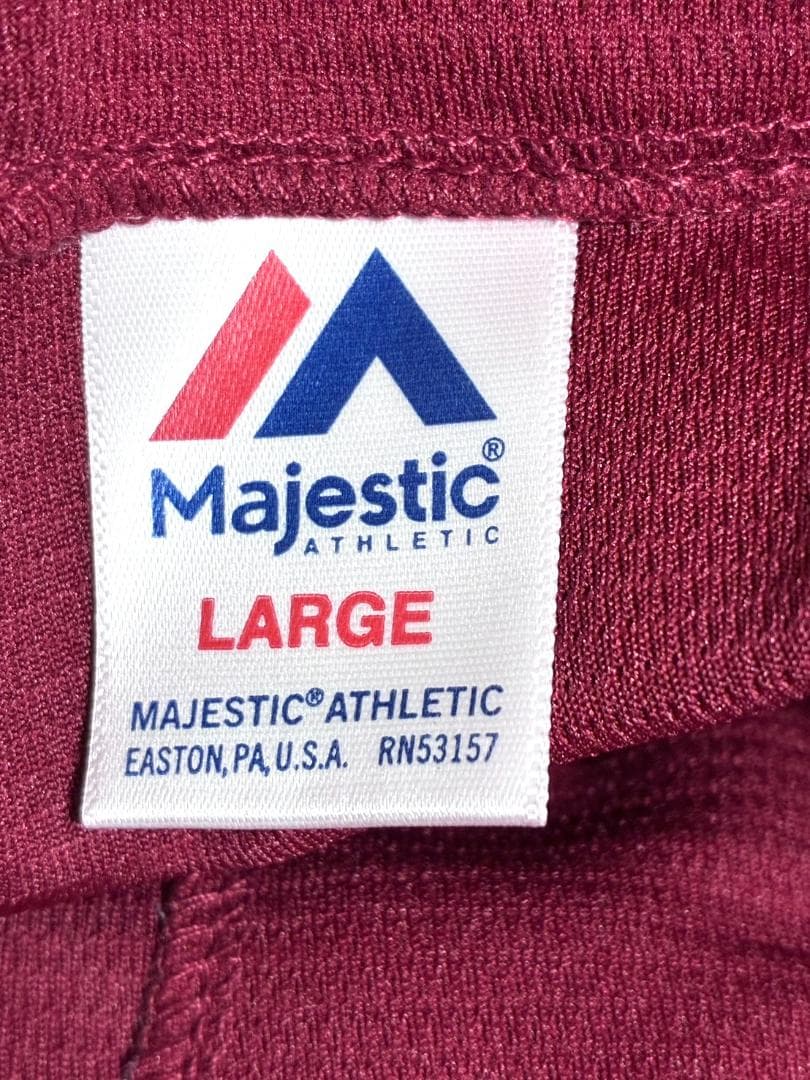 Majestic®
ATHLETIC
LARGE
MAJESTIC® ATHLETIC
EASTON, PA, U.S.A. RN53157